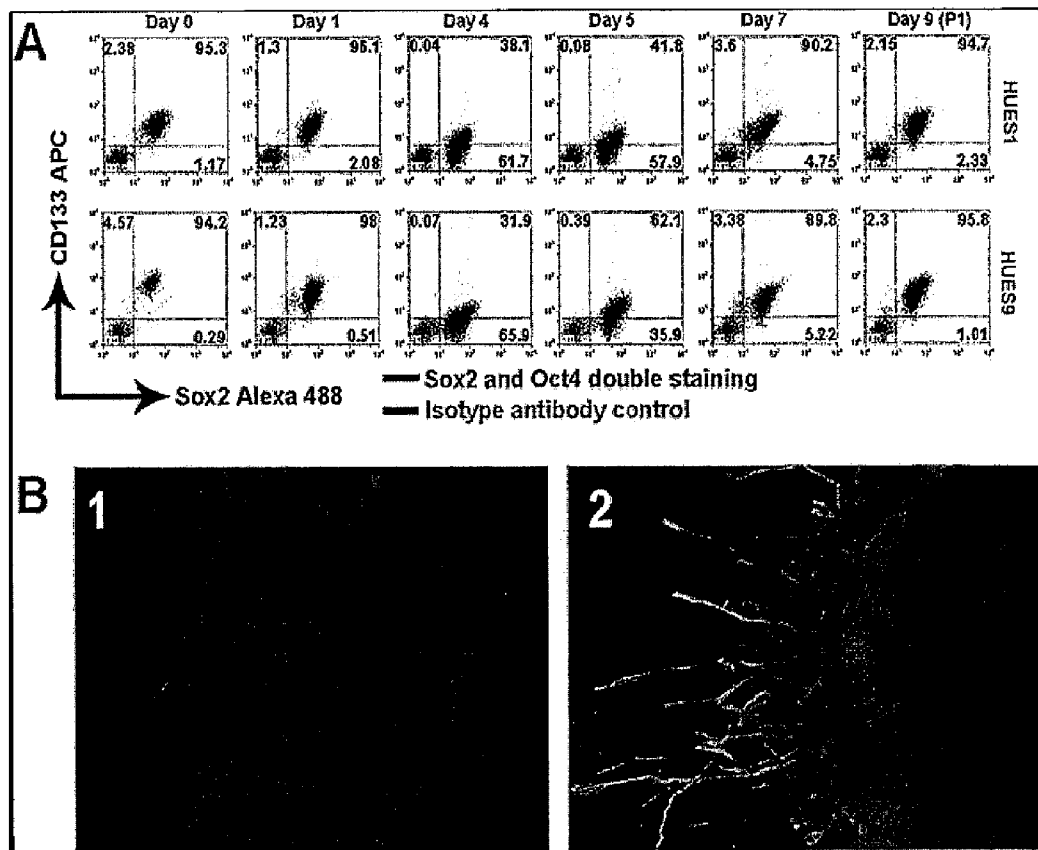 A
Day 0 Day 1 Day 4 Day 5 Day 7 Day 9 (P1)
2.38 95.3 1.3 95.1 0.04 38.1 0.08 41.8 3.6 90.2 2.15 94.7
1.17 2.08 61.7 57.9 4.75 2.33
HUES1
4.57 94.2 1.23 98 0.07 31.9 0.39 62.1 3.38 89.8 2.3 95.8
0.29 0.51 65.9 35.9 5.22 1.01
HUES9
CD133 APC
Sox2 Alexa 488
Sox2 and Oct4 double staining
Isotype antibody control
B
1
2